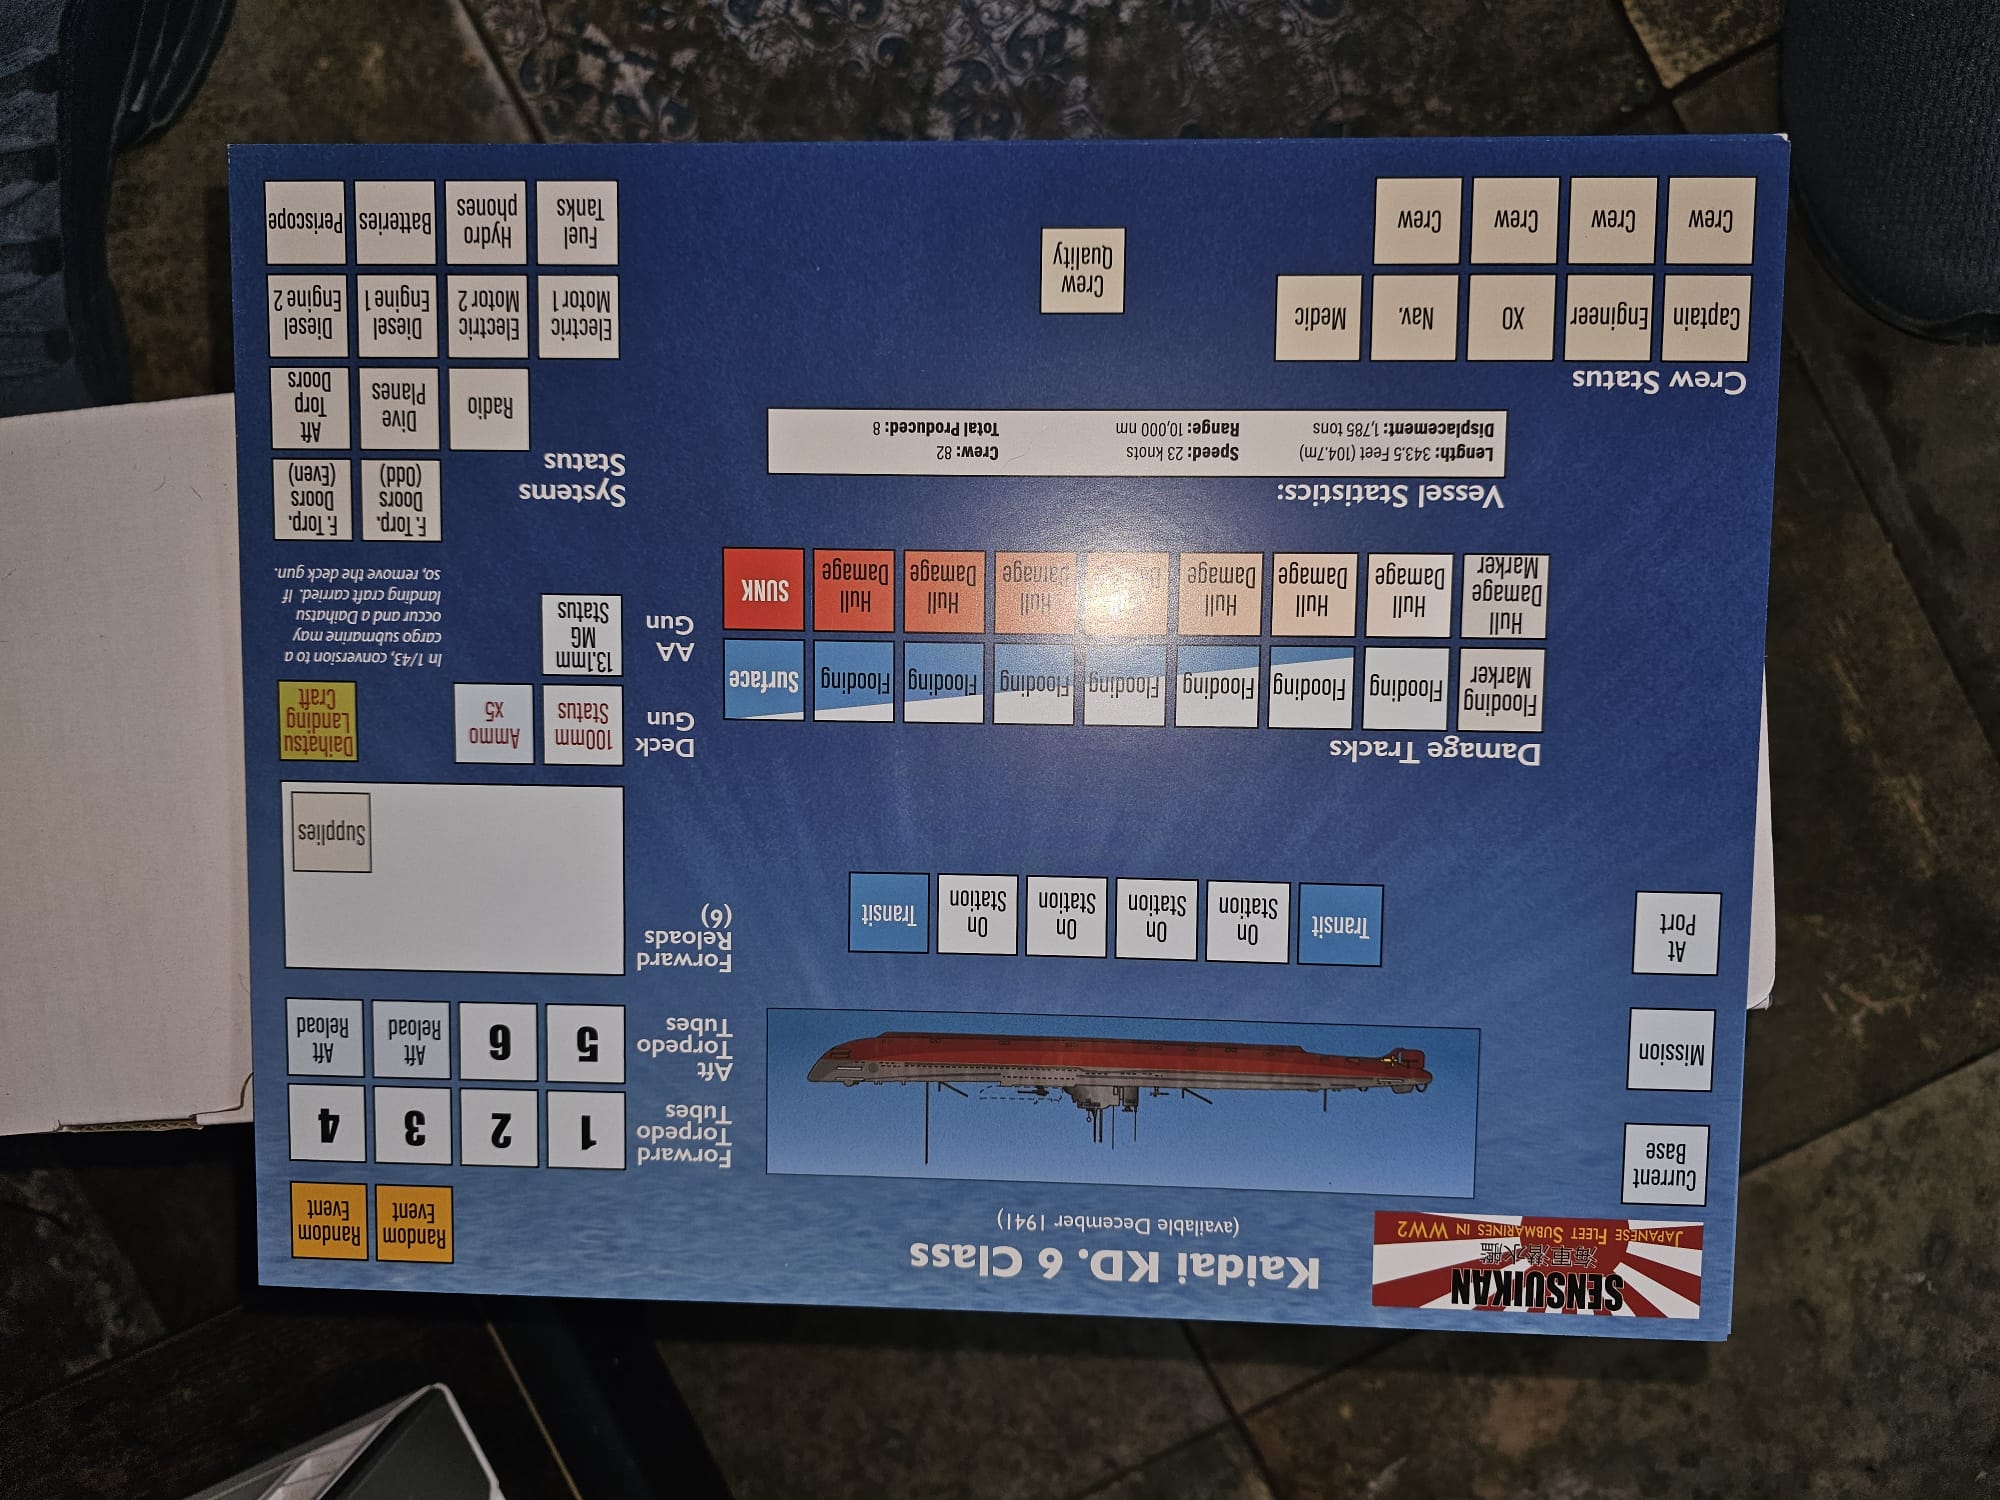 SENSUIKAN
海軍潜水艦
JAPANESE FLEET SUBMARINES IN WW2
Kaidai KD. 6 Class
(available December 1941)
Random Event
Random Event
Current Base
Mission
At Port
Forward Torpedo Tubes
1
2
3
4
Aft Torpedo Tubes
5
6
Aft Reload
Aft Reload
Transit
On Station
On Station
On Station
On Station
Transit
Forward Reloads (6)
Supplies
Damage Tracks
Flooding Marker
Flooding
Flooding
Flooding
Flooding
Flooding
Flooding
Flooding
Surface
Hull Damage Marker
Hull Damage
Hull Damage
Hull Damage
Hull Damage
Hull Damage
Hull Damage
Hull Damage
SUNK
Deck Gun
100mm Status
Ammo x5
Daihatsu Landing Craft
AA Gun
13.1mm MG Status
In 1/43, conversion to a
cargo submarine may
occur and a Daihatsu
landing craft carried. If
so, remove the deck gun.
Vessel Statistics:
Length: 343.5 Feet (104.7m)
Speed: 23 knots
Crew: 82
Displacement: 1,785 tons
Range: 10,000 nm
Total Produced: 8
Systems Status
F. Torp. Doors (Odd)
F. Torp. Doors (Even)
Radio
Dive Planes
Aft Torp Doors
Electric Motor 1
Electric Motor 2
Diesel Engine 1
Diesel Engine 2
Fuel Tanks
Hydro phones
Batteries
Periscope
Crew Status
Captain
Engineer
XO
Nav.
Medic
Crew
Crew
Crew
Crew
Crew Quality